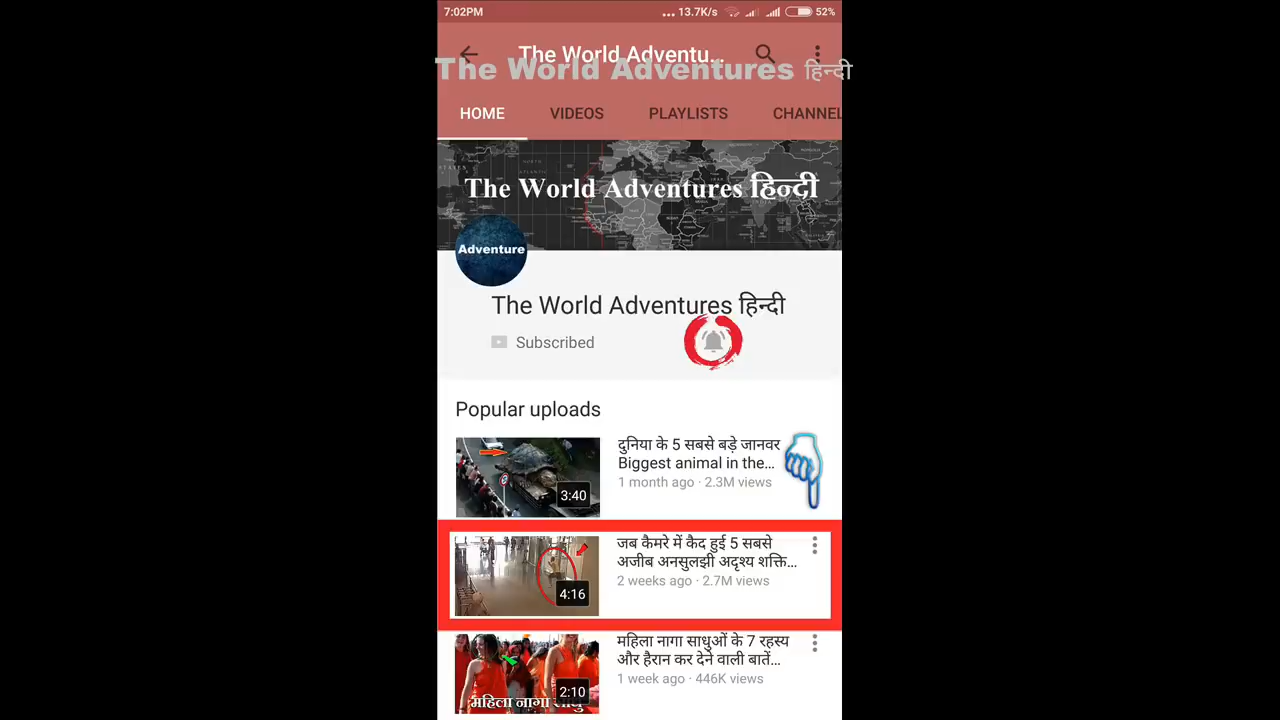 7:02PM ... 13.7K/s 52%
The World Adventu...
The World Adventures हिन्दी
HOME VIDEOS PLAYLISTS CHANNEL
The World Adventures हिन्दी
Adventure
The World Adventures हिन्दी
Subscribed
Popular uploads
दुनिया के 5 सबसे बड़े जानवर
Biggest animal in the...
1 month ago · 2.3M views
3:40
जब कैमरे में कैद हुई 5 सबसे
अजीब अनसुलझी अदृश्य शक्ति...
2 weeks ago · 2.7M views
4:16
महिला नागा साधुओं के 7 रहस्य
और हैरान कर देने वाली बातें...
1 week ago · 446K views
2:10
महिला नागा साधु